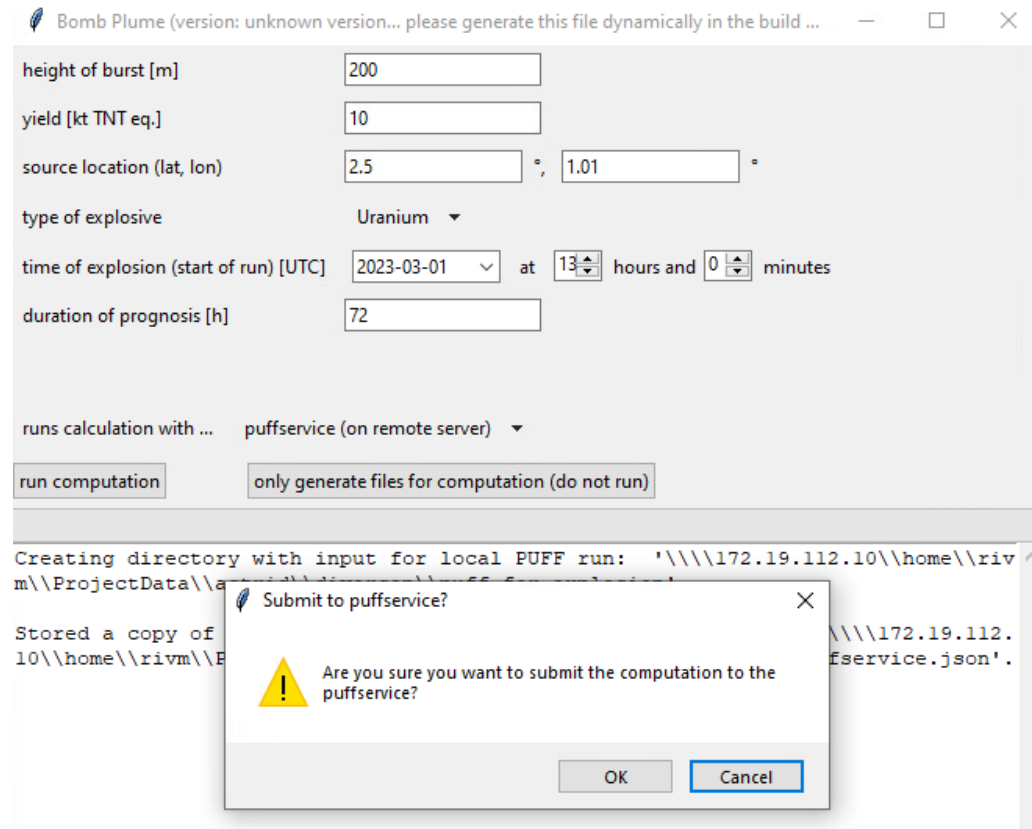 Bomb Plume (version: unknown version... please generate this file dynamically in the build ...
height of burst [m] 200
yield [kt TNT eq.] 10
source location (lat, lon) 2.5 °, 1.01 °
type of explosive Uranium
time of explosion (start of run) [UTC] 2023-03-01 at 13 hours and 0 minutes
duration of prognosis [h] 72
runs calculation with ... puffservice (on remote server)
run computation only generate files for computation (do not run)
Creating directory with input for local PUFF run: '\\\\172.19.112.10\\home\\riv
m\\ProjectData\\
Stored a copy of \\\\172.19.112.
10\\home\\rivm\\P fservice.json'.
Submit to puffservice?
Are you sure you want to submit the computation to the
puffservice?
OK Cancel